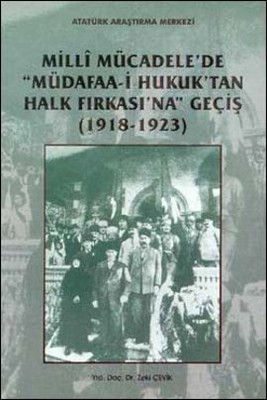 ATATÜRK ARAŞTIRMA MERKEZİ
MİLLÎ MÜCADELE'DE
"MÜDAFAA-İ HUKUK'TAN
HALK FIRKASI'NA" GEÇİŞ
(1918-1923)
Yrd. Doç. Dr. Zeki ÇEVİK